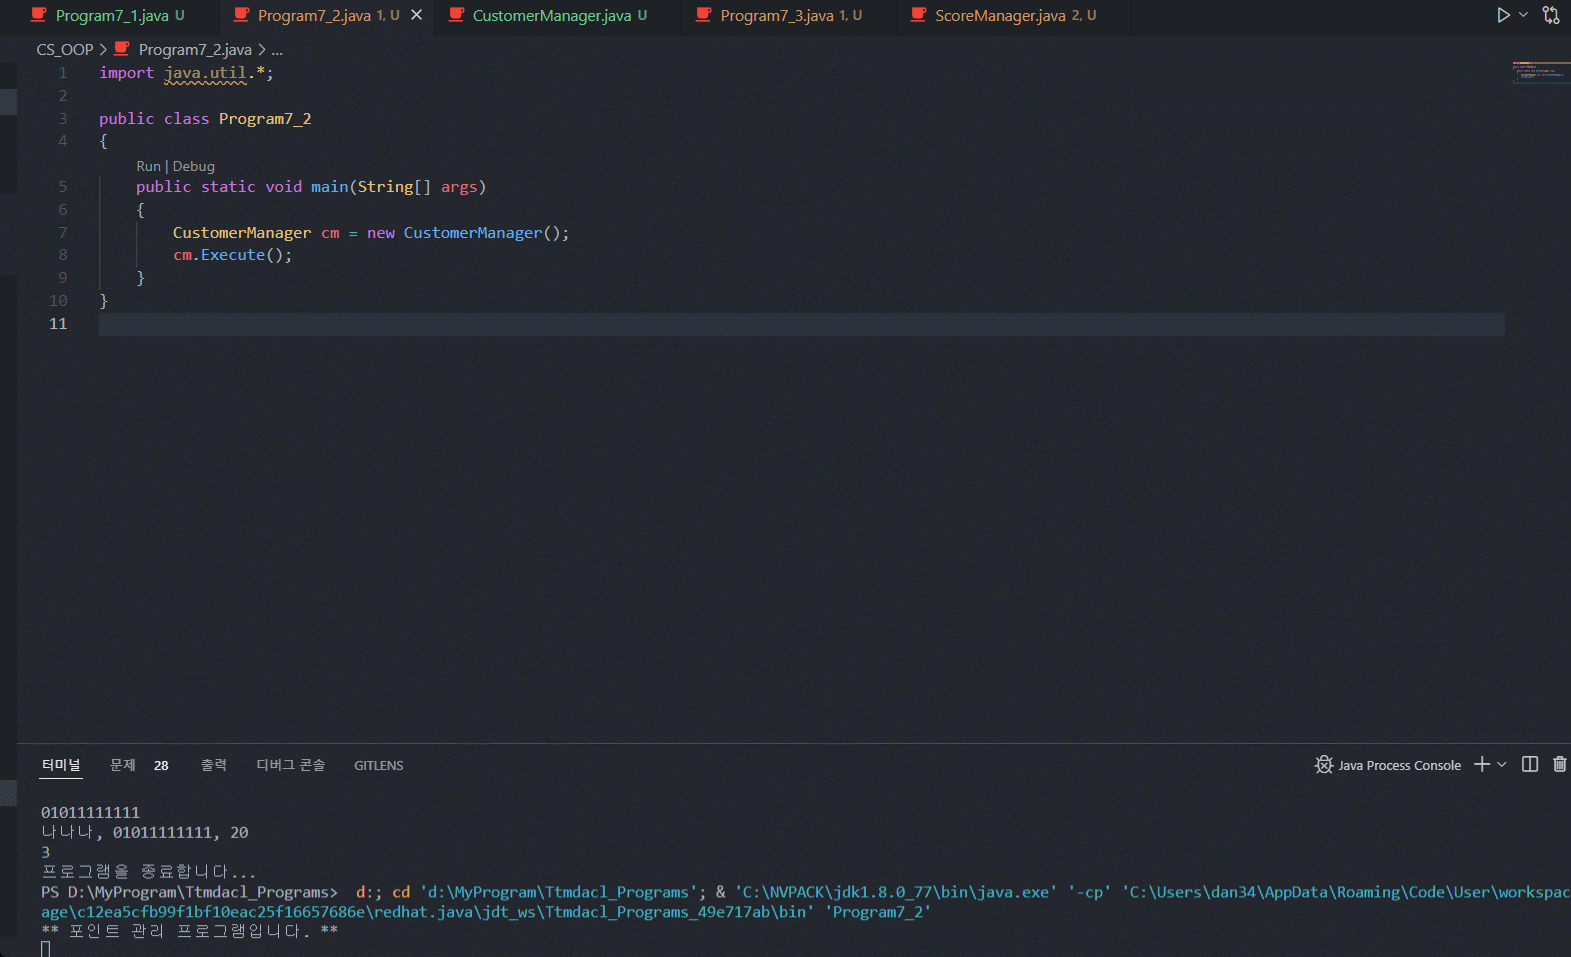 Program7_1.java U Program7_2.java 1, U CustomerManager.java U Program7_3.java 1, U ScoreManager.java 2, U
CS_OOP > Program7_2.java > ...
1 import java.util.*;
2
3 public class Program7_2
4 {
Run | Debug
5 public static void main(String[] args)
6 {
7 CustomerManager cm = new CustomerManager();
8 cm.Execute();
9 }
10 }
11
터미널 문제 28 출력 디버그 콘솔 GITLENS Java Process Console
01011111111
나나나, 01011111111, 20
3
프로그램을 종료합니다...
PS D:\MyProgram\Ttmdacl_Programs> d:; cd 'd:\MyProgram\Ttmdacl_Programs'; & 'C:\NVPACK\jdk1.8.0_77\bin\java.exe' '-cp' 'C:\Users\dan34\AppData\Roaming\Code\User\workspac
age\c12ea5cfb99f1bf10eac25f16657686e\redhat.java\jdt_ws\Ttmdacl_Programs_49e717ab\bin' 'Program7_2'
** 포인트 관리 프로그램입니다. **